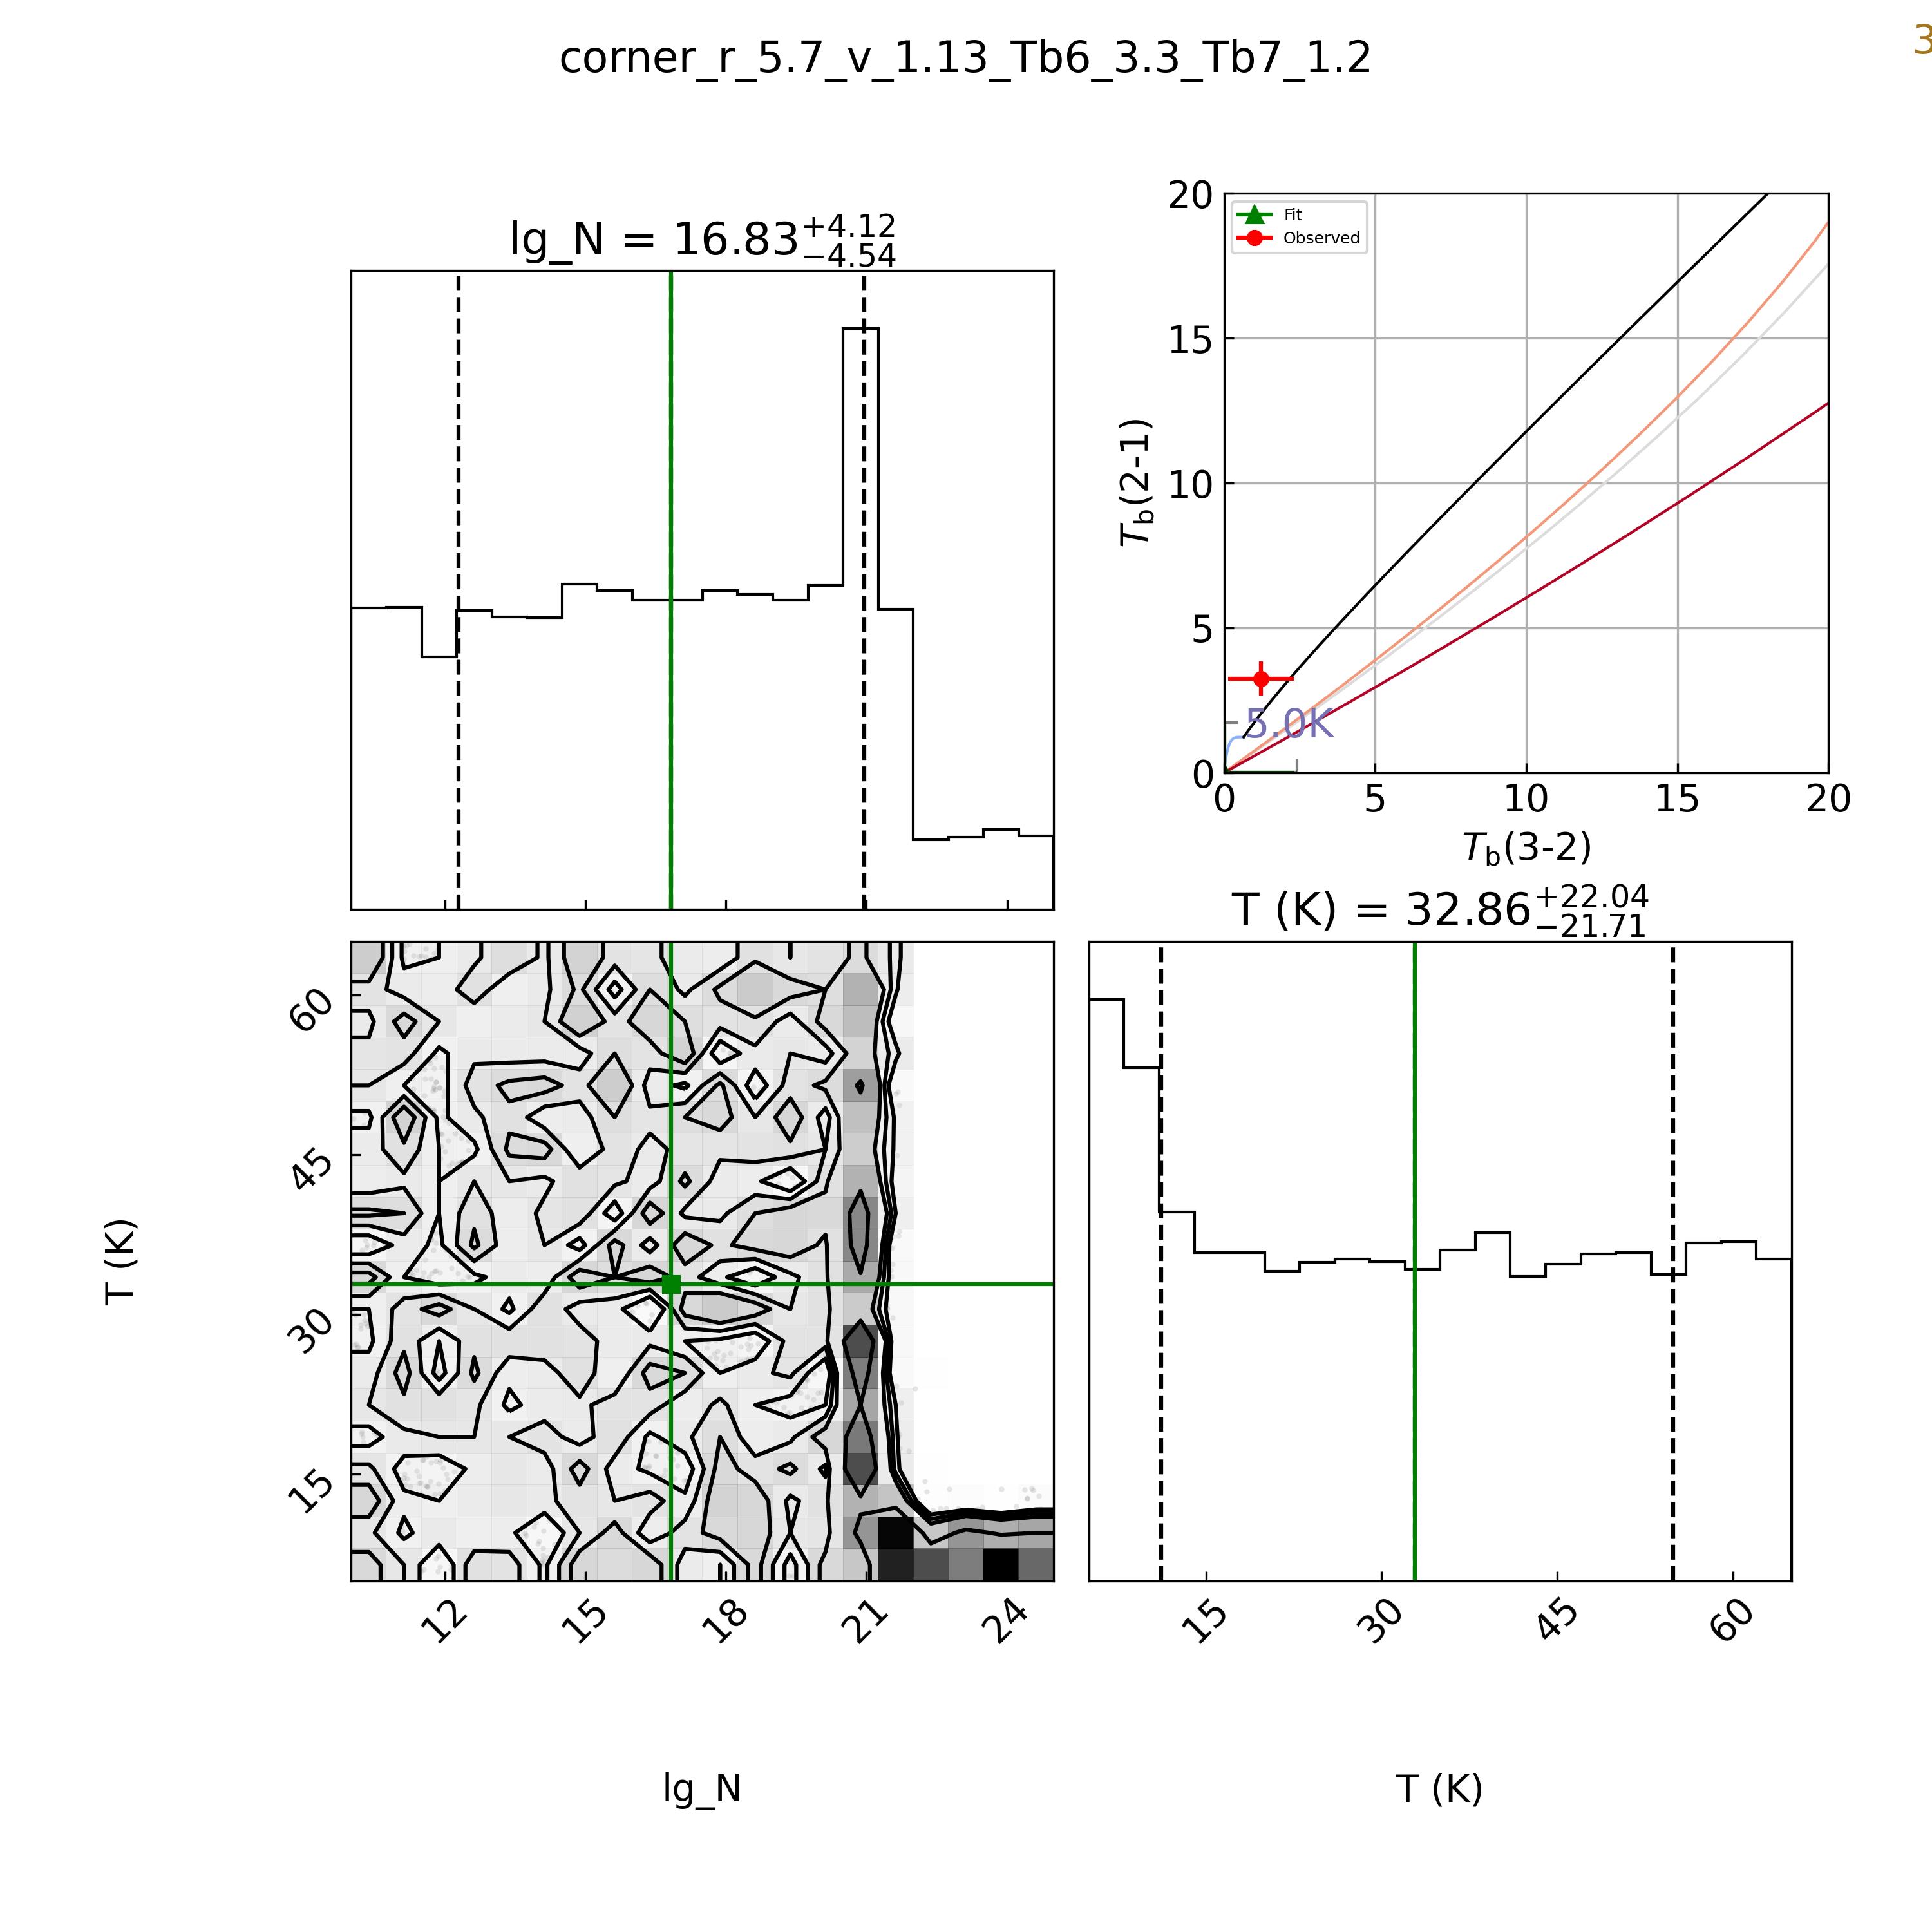 corner_r_5.7_v_1.13_Tb6_3.3_Tb7_1.2
3
lg_N = 16.83 +4.12 −4.54
20
15
10
5
0
T_b(2-1)
Fit
Observed
5.0K
0 5 10 15 20
T_b(3-2)
T (K) = 32.86 +22.04 −21.71
60
45
30
15
T (K)
12 15 18 21 24
lg_N
15 30 45 60
T (K)